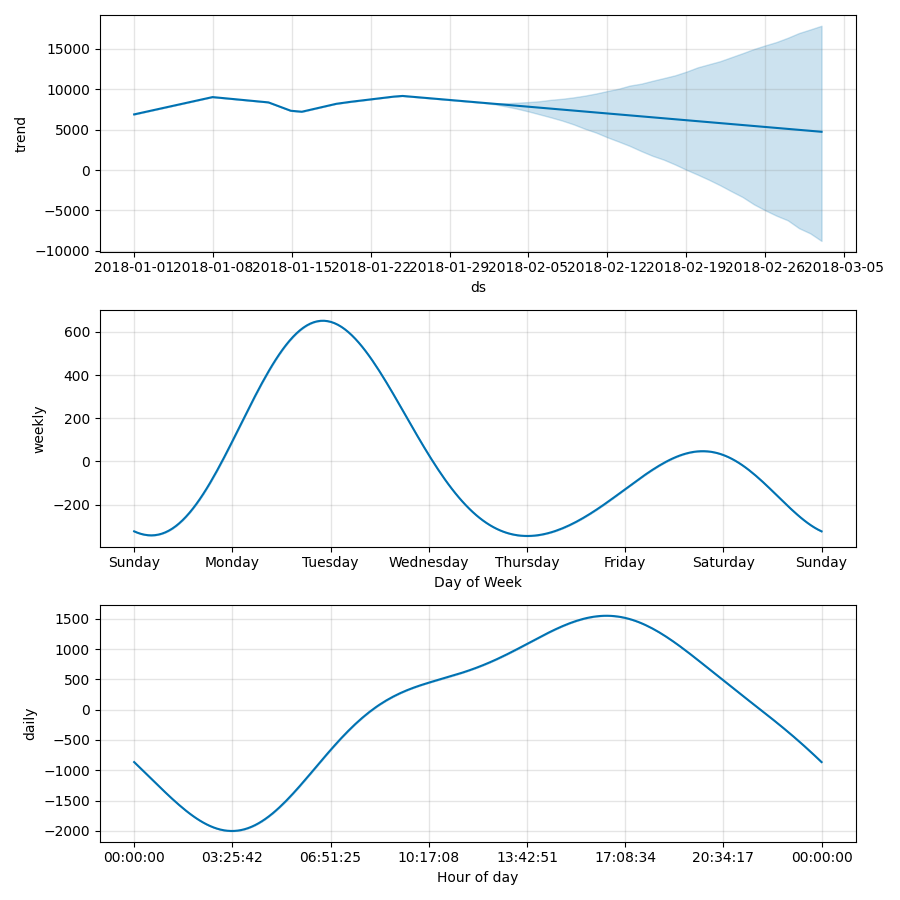 15000
10000
5000
0
−5000
−10000
trend
2018-01-01 2018-01-08 2018-01-15 2018-01-22 2018-01-29 2018-02-05 2018-02-12 2018-02-19 2018-02-26 2018-03-05
ds
600
400
200
0
−200
weekly
Sunday Monday Tuesday Wednesday Thursday Friday Saturday Sunday
Day of Week
1500
1000
500
0
−500
−1000
−1500
−2000
daily
00:00:00 03:25:42 06:51:25 10:17:08 13:42:51 17:08:34 20:34:17 00:00:00
Hour of day